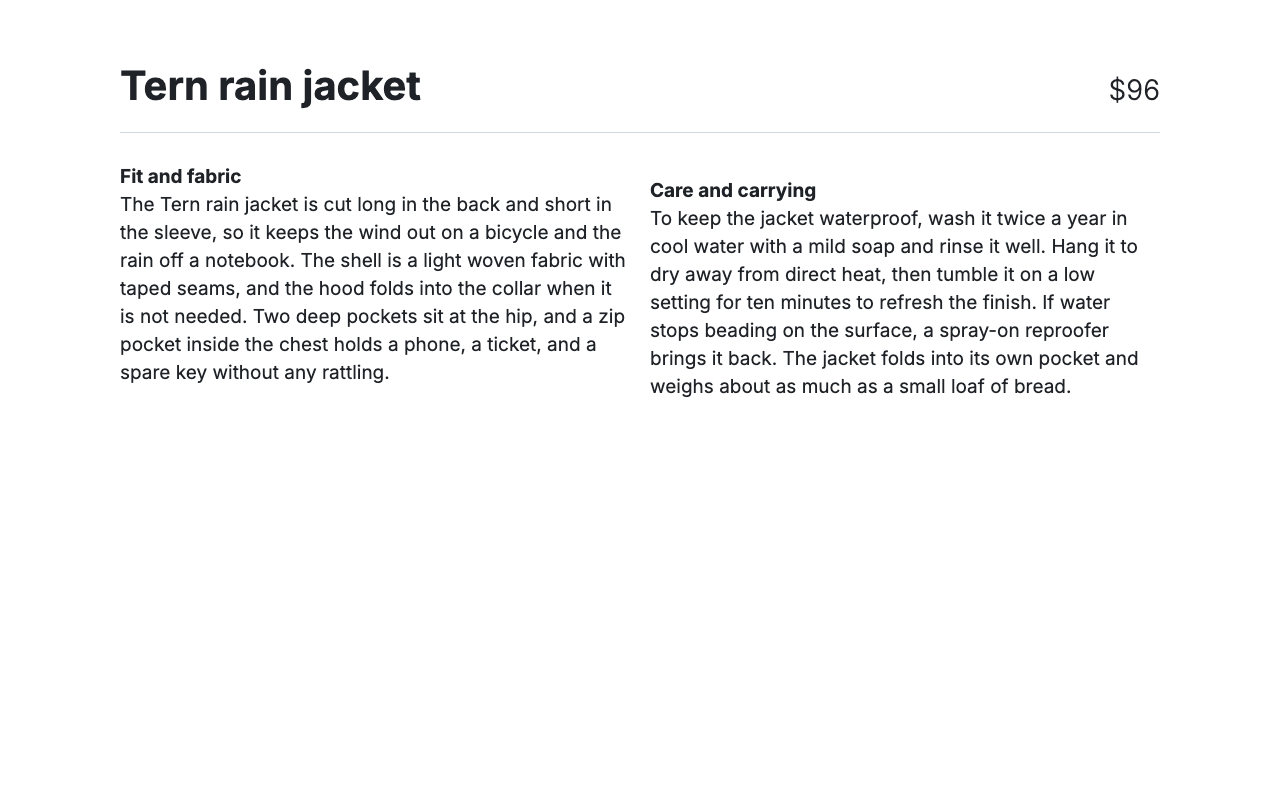 Tern rain jacket
$96
Fit and fabric
The Tern rain jacket is cut long in the back and short in
the sleeve, so it keeps the wind out on a bicycle and the
rain off a notebook. The shell is a light woven fabric with
taped seams, and the hood folds into the collar when it
is not needed. Two deep pockets sit at the hip, and a zip
pocket inside the chest holds a phone, a ticket, and a
spare key without any rattling.
Care and carrying
To keep the jacket waterproof, wash it twice a year in
cool water with a mild soap and rinse it well. Hang it to
dry away from direct heat, then tumble it on a low
setting for ten minutes to refresh the finish. If water
stops beading on the surface, a spray-on reproofer
brings it back. The jacket folds into its own pocket and
weighs about as much as a small loaf of bread.